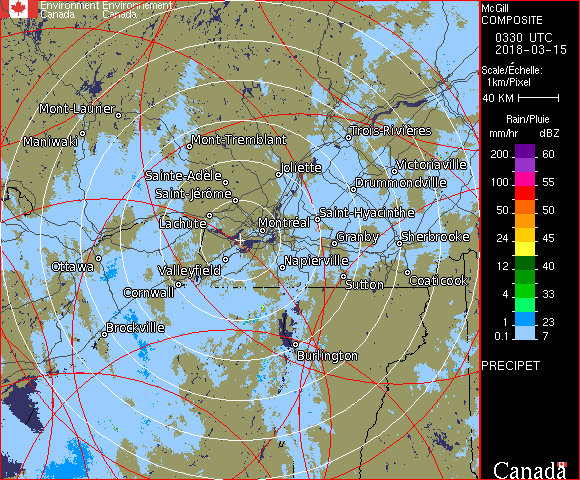 Environment Environnement
Canada Canada
McGill
COMPOSITE
0330 UTC
2018-03-15
Scale/Échelle:
1km/Pixel
40 KM
Rain/Pluie
mm/hr dBZ
200 60
100 55
50 50
24 45
12 40
4 33
1 23
0.1 7
PRECIPET
Mont-Laurier
Maniwaki
Mont-Tremblant
Trois-Rivières
Joliette
Victoriaville
Sainte-Adèle
Drummondville
Saint-Jérôme
Saint-Hyacinthe
Lachute
Montréal
Granby
Sherbrooke
Ottawa
Valleyfield
Napierville
Sutton
Coaticook
Cornwall
Brockville
Burlington
Canada